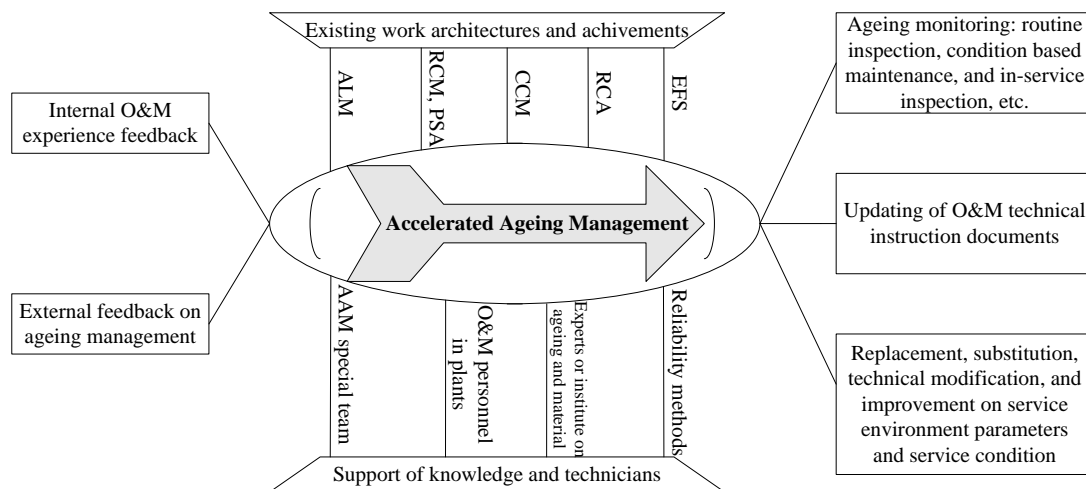 Existing work architectures and achivements
ALM
RCM, PSA
CCM
RCA
EFS
Internal O&M
experience feedback
External feedback on
ageing management
Accelerated Ageing Management
Ageing monitoring: routine
inspection, condition based
maintenance, and in-service
inspection, etc.
Updating of O&M technical
instruction documents
Replacement, substitution,
technical modification, and
improvement on service
environment parameters
and service condition
AAM special team
O&M personnel
in plants
Experts or institute on
ageing and material
Reliability methods
Support of knowledge and technicians